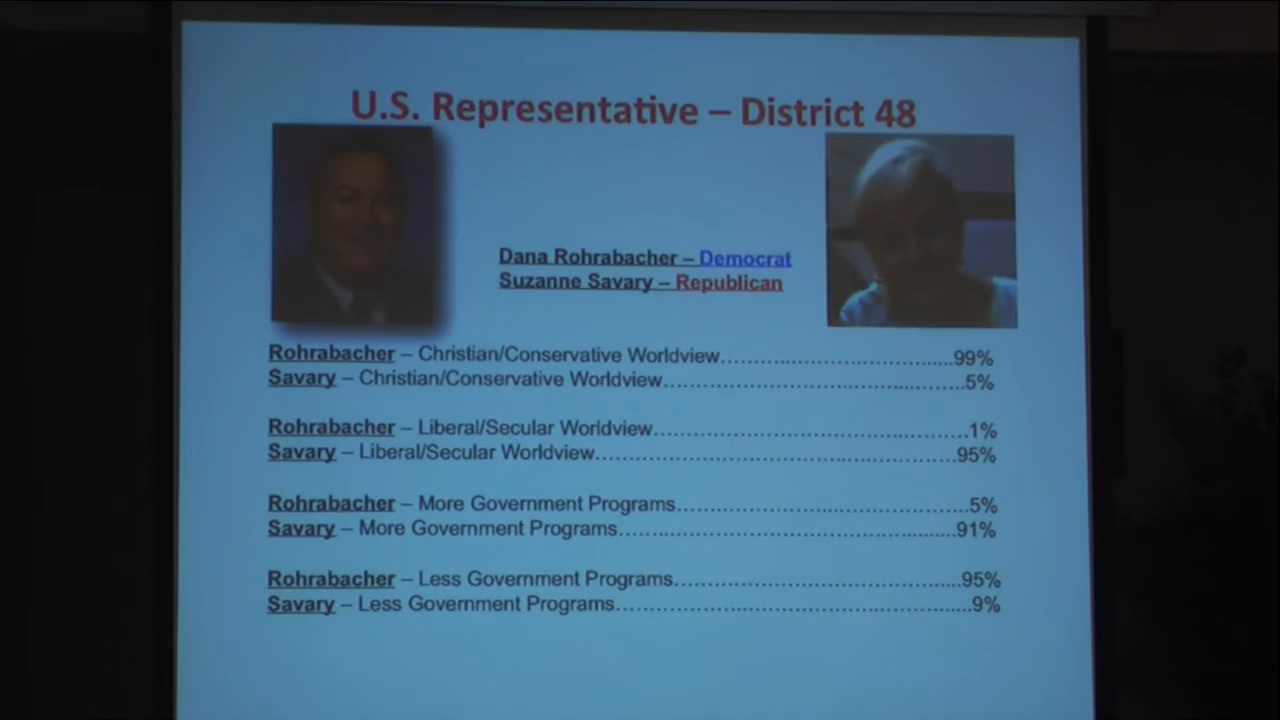 U.S. Representative – District 48
Dana Rohrabacher – Democrat
Suzanne Savary – Republican
Rohrabacher – Christian/Conservative Worldview..............................................99%
Savary – Christian/Conservative Worldview..............................................5%
Rohrabacher – Liberal/Secular Worldview..............................................1%
Savary – Liberal/Secular Worldview..............................................95%
Rohrabacher – More Government Programs..............................................5%
Savary – More Government Programs..............................................91%
Rohrabacher – Less Government Programs..............................................95%
Savary – Less Government Programs..............................................9%